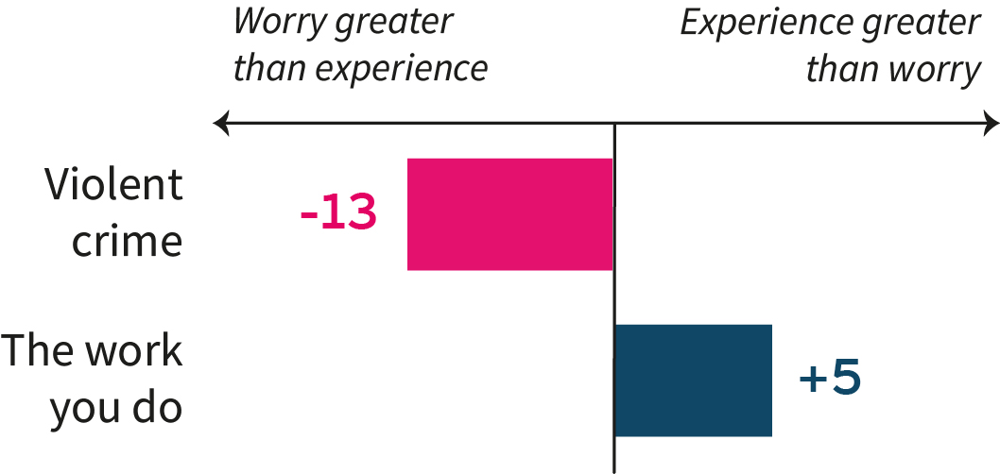 Worry greater
than experience
Experience greater
than worry
Violent
crime
-13
The work
you do
+5